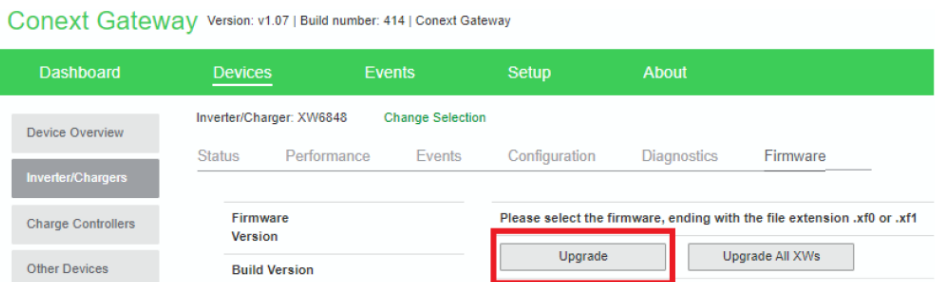 Conext Gateway Version: v1.07 | Build number: 414 | Conext Gateway
Dashboard Devices Events Setup About
Device Overview
Inverter/Chargers
Charge Controllers
Other Devices
Inverter/Charger: XW6848 Change Selection
Status Performance Events Configuration Diagnostics Firmware
Firmware
Version
Build Version
Please select the firmware, ending with the file extension .xf0 or .xf1
Upgrade Upgrade All XWs